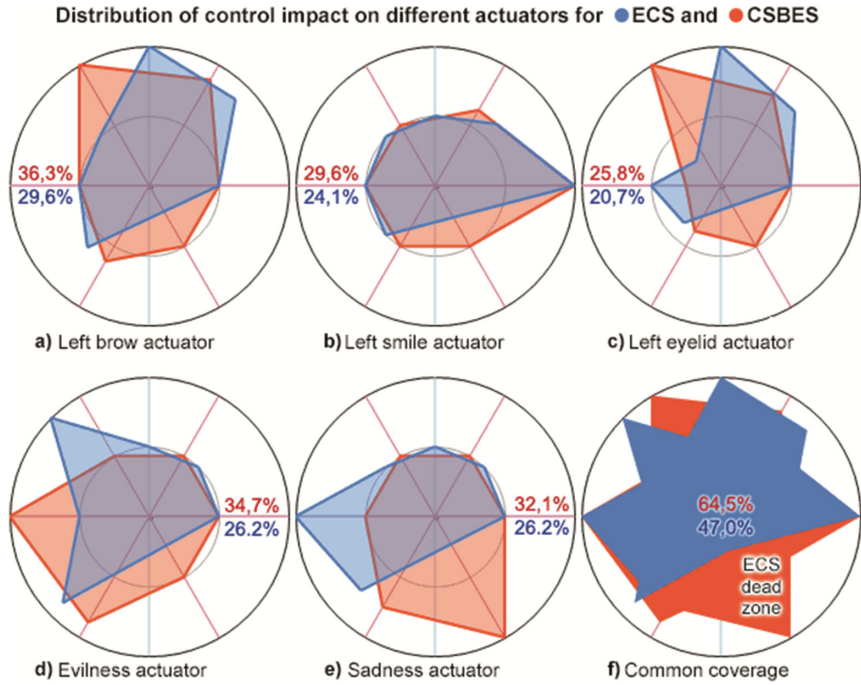 Distribution of control impact on different actuators for ECS and CSBES
36,3%
29,6%
29,6%
24,1%
25,8%
20,7%
a) Left brow actuator
b) Left smile actuator
c) Left eyelid actuator
34,7%
26.2%
32,1%
26.2%
64,5%
47,0%
ECS
dead
zone
d) Evilness actuator
e) Sadness actuator
f) Common coverage